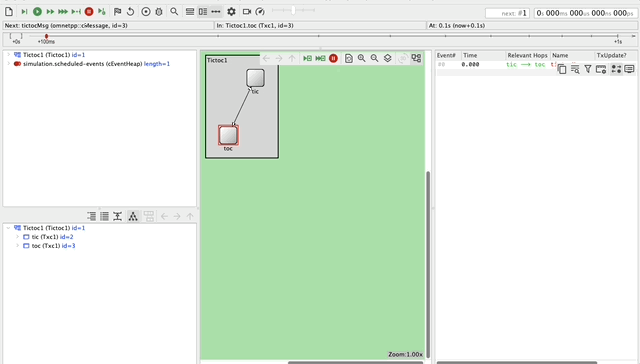 next: #1
0s 000ms 000us 000ns 000ps
Next: tictocMsg (omnetpp::cMessage, id=3)
In: Tictoc1.toc (Txc1, id=3)
At: 0.1s (now+0.1s)
+0s
+100ms
+1s
Tictoc1 (Tictoc1) id=1
simulation.scheduled-events (cEventHeap) length=1
Tictoc1
tic
toc
Zoom:1.00x
Event#
Time
Relevant Hops
Name
TxUpdate?
#0
0.000
tic --> toc
Tictoc1 (Tictoc1) id=1
tic (Txc1) id=2
toc (Txc1) id=3